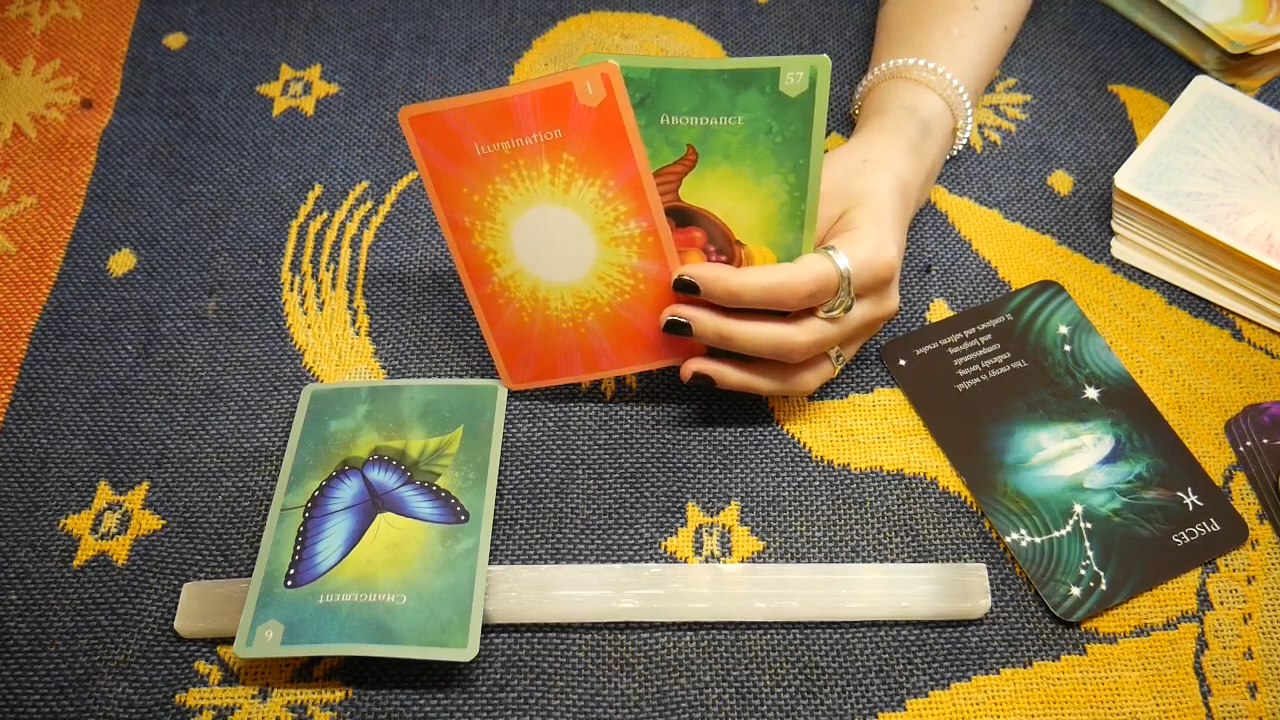 1
Illumination
57
Abondance
PISCES
This energy is wistful,
endlessly loving,
compassionate
and forgiving.
It confuses and softens resolve.
6
Changement